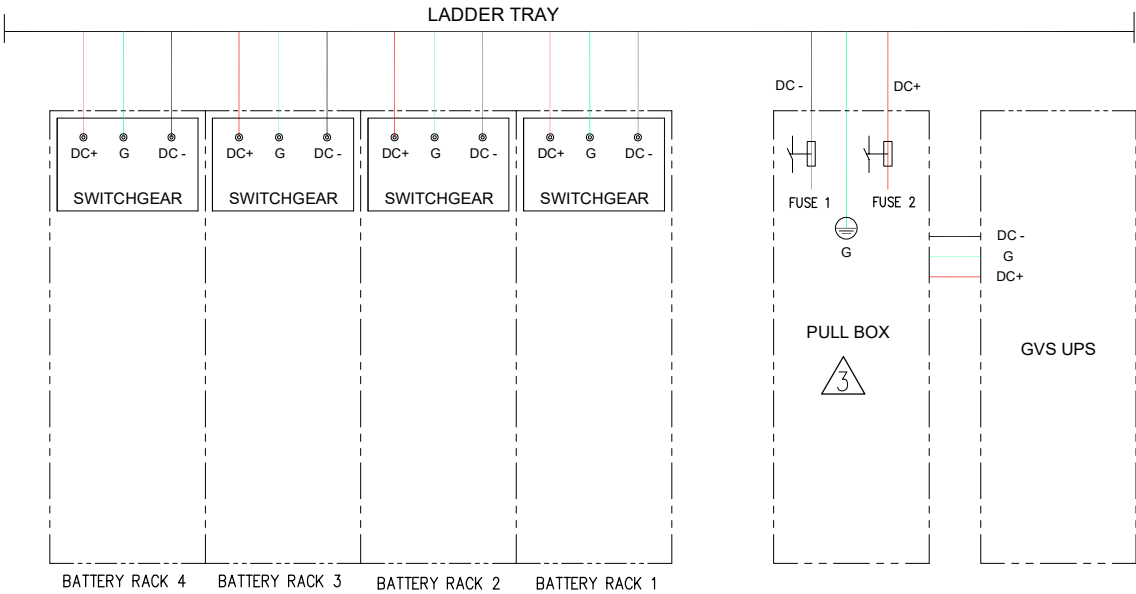 LADDER TRAY
DC - DC+
DC+ G DC - DC+ G DC - DC+ G DC - DC+ G DC -
SWITCHGEAR SWITCHGEAR SWITCHGEAR SWITCHGEAR
FUSE 1 FUSE 2
G
DC -
G
DC+
PULL BOX
3
GVS UPS
BATTERY RACK 4 BATTERY RACK 3 BATTERY RACK 2 BATTERY RACK 1